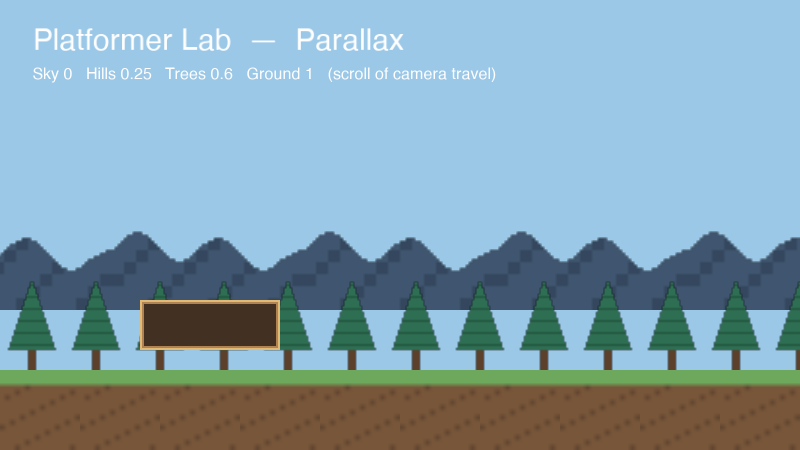 Platformer Lab — Parallax
Sky 0 Hills 0.25 Trees 0.6 Ground 1 (scroll of camera travel)